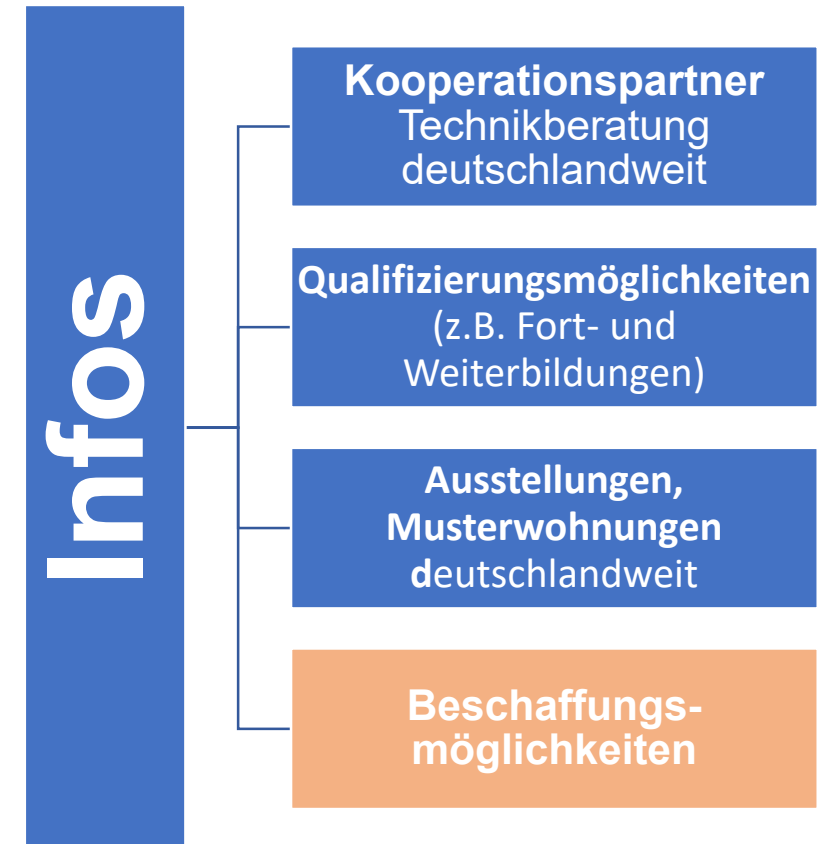 Infos
Kooperationspartner
Technikberatung
deutschlandweit
Qualifizierungsmöglichkeiten
(z.B. Fort- und
Weiterbildungen)
Ausstellungen,
Musterwohnungen
deutschlandweit
Beschaffungs-
möglichkeiten